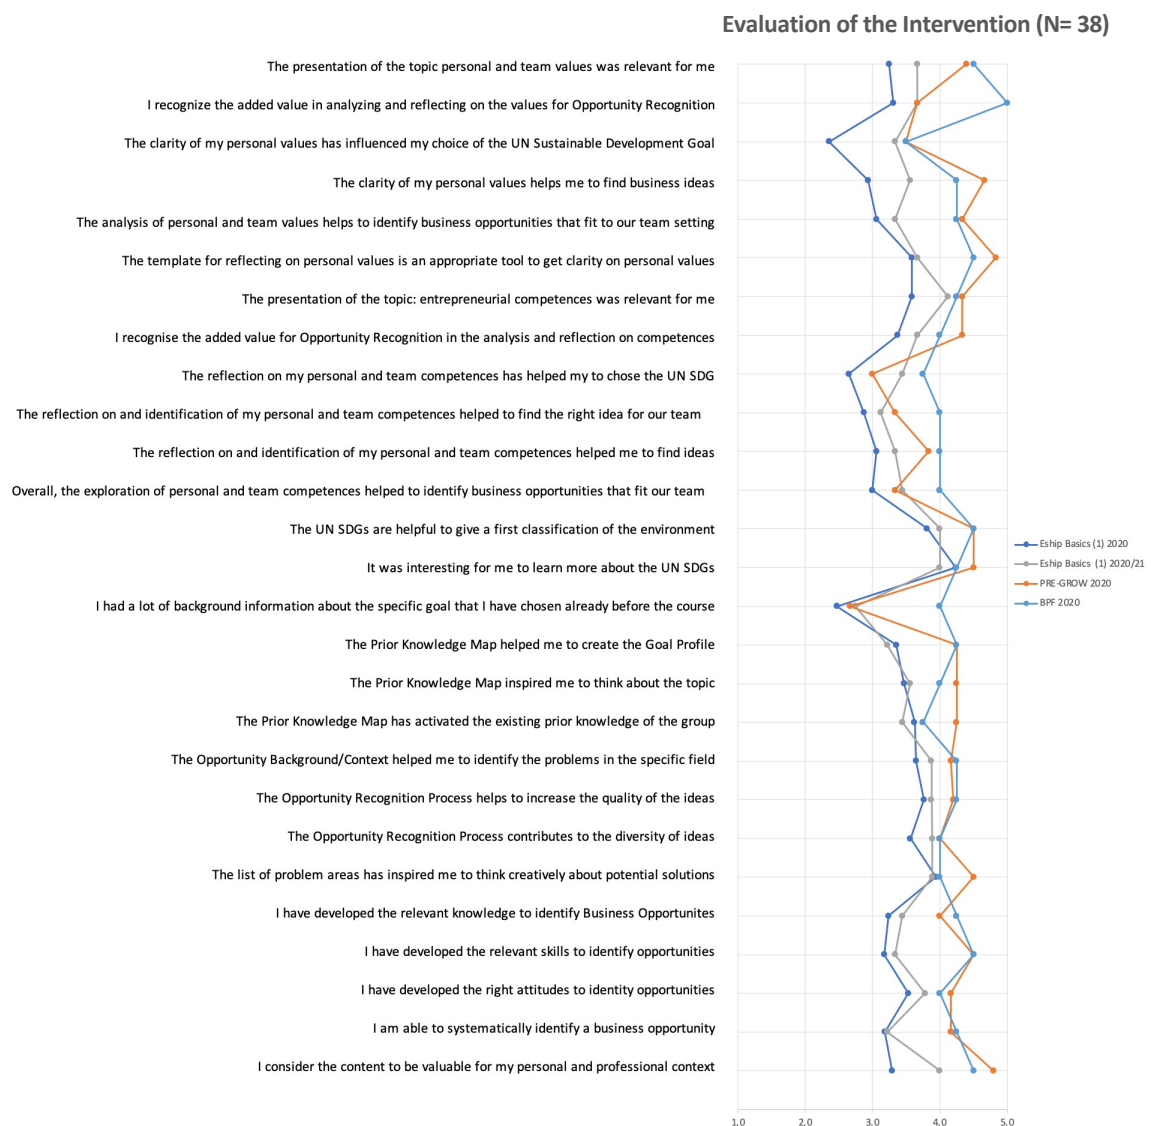 Evaluation of the Intervention (N= 38)
The presentation of the topic personal and team values was relevant for me
I recognize the added value in analyzing and reflecting on the values for Opportunity Recognition
The clarity of my personal values has influenced my choice of the UN Sustainable Development Goal
The clarity of my personal values helps me to find business ideas
The analysis of personal and team values helps to identify business opportunities that fit to our team setting
The template for reflecting on personal values is an appropriate tool to get clarity on personal values
The presentation of the topic: entrepreneurial competences was relevant for me
I recognise the added value for Opportunity Recognition in the analysis and reflection on competences
The reflection on my personal and team competences has helped my to chose the UN SDG
The reflection on and identification of my personal and team competences helped to find the right idea for our team
The reflection on and identification of my personal and team competences helped me to find ideas
Overall, the exploration of personal and team competences helped to identify business opportunities that fit our team
The UN SDGs are helpful to give a first classification of the environment
It was interesting for me to learn more about the UN SDGs
I had a lot of background information about the specific goal that I have chosen already before the course
The Prior Knowledge Map helped me to create the Goal Profile
The Prior Knowledge Map inspired me to think about the topic
The Prior Knowledge Map has activated the existing prior knowledge of the group
The Opportunity Background/Context helped me to identify the problems in the specific field
The Opportunity Recognition Process helps to increase the quality of the ideas
The Opportunity Recognition Process contributes to the diversity of ideas
The list of problem areas has inspired me to think creatively about potential solutions
I have developed the relevant knowledge to identify Business Opportunites
I have developed the relevant skills to identify opportunities
I have developed the right attitudes to identity opportunities
I am able to systematically identify a business opportunity
I consider the content to be valuable for my personal and professional context
Eship Basics (1) 2020
Eship Basics (1) 2020/21
PRE-GROW 2020
BPF 2020
1.0 2.0 3.0 4.0 5.0